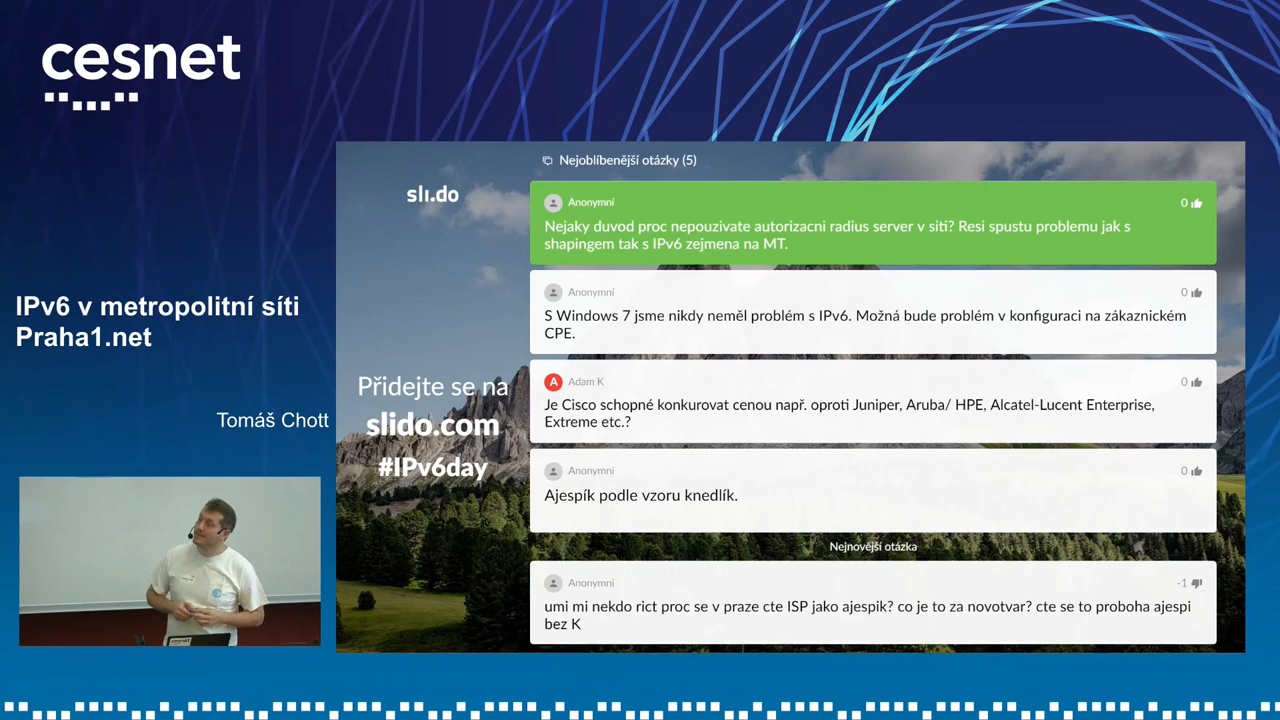 cesnet
IPv6 v metropolitní síti
Praha1.net
Tomáš Chott
cesnet
sli.do
Přidejte se na
slido.com
#IPv6day
Nejoblíbenější otázky (5)
Anonymní
0
Nejaky duvod proc nepouzivate autorizacni radius server v siti? Resi spustu problemu jak s
shapingem tak s IPv6 zejmena na MT.
Anonymní
0
S Windows 7 jsme nikdy neměl problém s IPv6. Možná bude problém v konfiguraci na zákaznickém
CPE.
A
Adam K
0
Je Cisco schopné konkurovat cenou např. oproti Juniper, Aruba/ HPE, Alcatel-Lucent Enterprise,
Extreme etc.?
Anonymní
0
Ajespík podle vzoru knedlík.
Nejnovější otázka
Anonymní
-1
umi mi nekdo rict proc se v praze cte ISP jako ajespik? co je to za novotvar? cte se to proboha ajespi
bez K